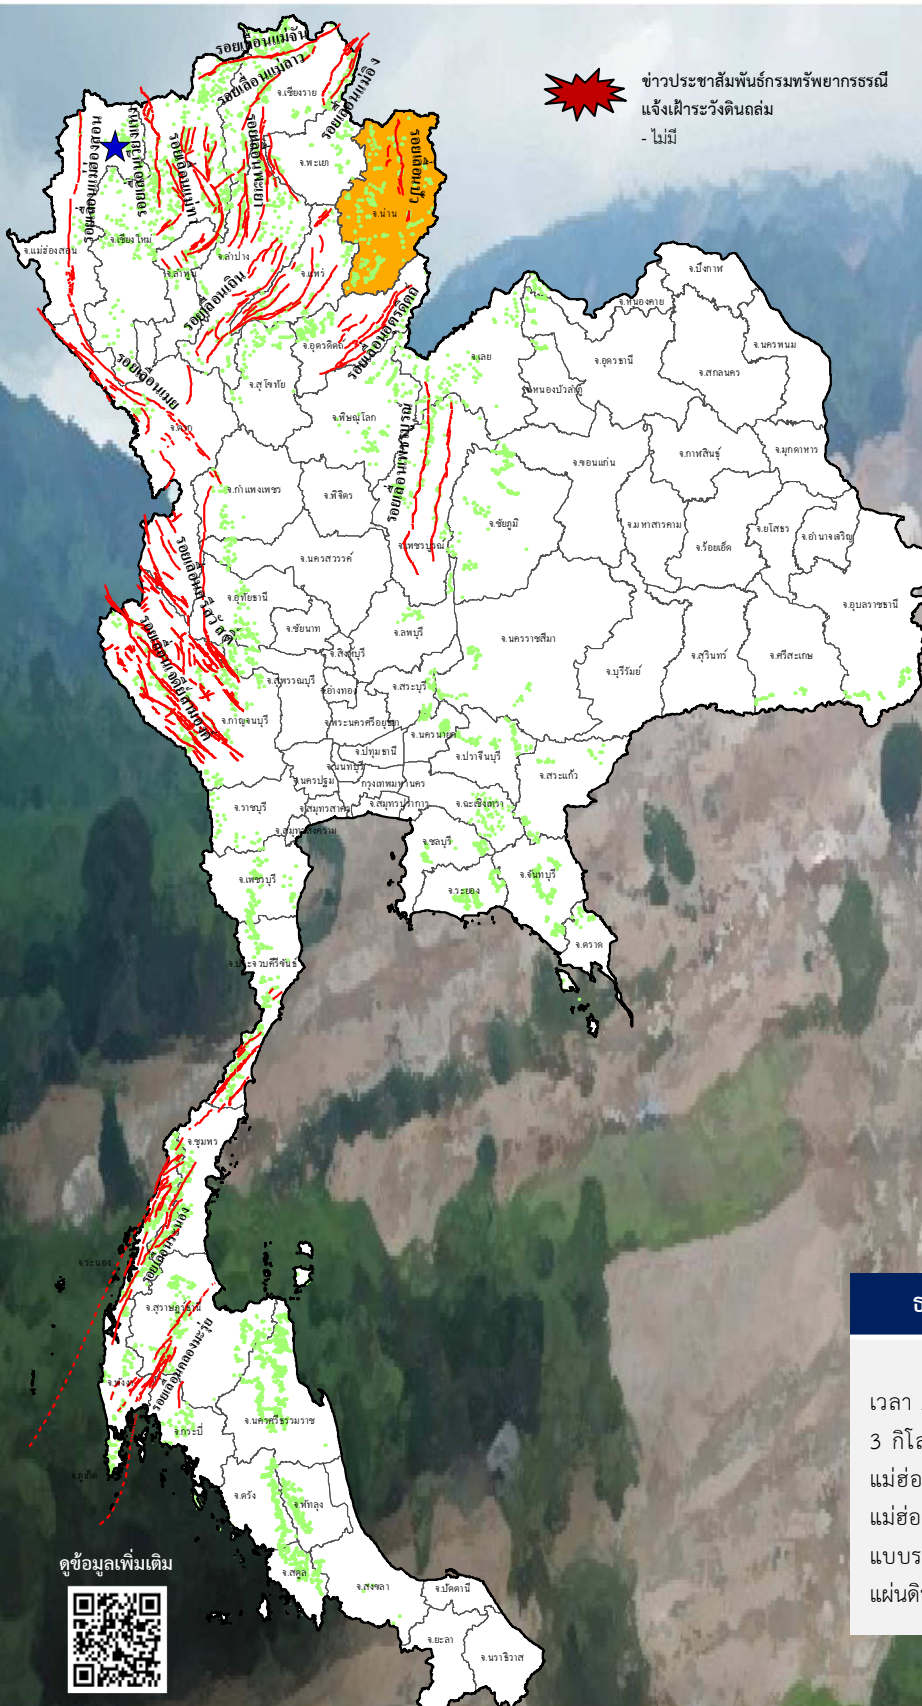 ข่าวประชาสัมพันธ์กรมทรัพยากรธรณี
แจ้งเฝ้าระวังดินถล่ม
- ไม่มี
รอยเลื่อนแม่จัน
รอยเลื่อนแม่ลาว
รอยเลื่อนแม่อิง
จ.เชียงราย
รอยเลื่อนพะเยา
รอยเลื่อนแม่ทา
จ.พะเยา
รอยเลื่อนปัว
จ.น่าน
จ.แม่ฮ่องสอน
จ.เชียงใหม่
จ.ลำปาง
จ.ลำพูน
จ.แพร่
รอยเลื่อนเถิน
รอยเลื่อนอุตรดิตถ์
จ.อุตรดิตถ์
จ.บึงกาฬ
จ.หนองคาย
จ.นครพนม
จ.เลย
จ.อุดรธานี
จ.สกลนคร
จ.หนองบัวลำภู
รอยเลื่อนเมย
จ.สุโขทัย
จ.ตาก
จ.พิษณุโลก
รอยเลื่อนเพชรบูรณ์
จ.ขอนแก่น
จ.กาฬสินธุ์
จ.มุกดาหาร
จ.กำแพงเพชร
จ.พิจิตร
จ.ชัยภูมิ
จ.มหาสารคาม
จ.ร้อยเอ็ด
จ.ยโสธร
จ.อำนาจเจริญ
จ.เพชรบูรณ์
จ.นครสวรรค์
รอยเลื่อนศรีสวัสดิ์
จ.อุทัยธานี
จ.อุบลราชธานี
จ.ชัยนาท
จ.ลพบุรี
จ.นครราชสีมา
จ.บุรีรัมย์
จ.สุรินทร์
จ.ศรีสะเกษ
จ.สิงห์บุรี
รอยเลื่อนเจดีย์สามองค์
จ.สุพรรณบุรี
จ.อ่างทอง
จ.สระบุรี
จ.กาญจนบุรี
จ.พระนครศรีอยุธยา
จ.นครนายก
จ.ปทุมธานี
จ.ปราจีนบุรี
จ.นนทบุรี
จ.สระแก้ว
จ.นครปฐม
กรุงเทพมหานคร
จ.ราชบุรี
จ.สมุทรสาคร
จ.สมุทรปราการ
จ.ฉะเชิงเทรา
จ.สมุทรสงคราม
จ.ชลบุรี
จ.เพชรบุรี
จ.ระยอง
จ.จันทบุรี
จ.ตราด
จ.ประจวบคีรีขันธ์
จ.ชุมพร
รอยเลื่อนระนอง
จ.ระนอง
จ.สุราษฎร์ธานี
รอยเลื่อนคลองมะรุ่ย
จ.พังงา
จ.กระบี่
จ.นครศรีธรรมราช
จ.ภูเก็ต
จ.ตรัง
จ.พัทลุง
จ.สตูล
จ.สงขลา
จ.ปัตตานี
จ.ยะลา
จ.นราธิวาส
ดูข้อมูลเพิ่มเติม
ธ
เวลา
3 กิโล
แม่ฮ่อ
แม่ฮ่อ
แบบร
แผ่นดิ